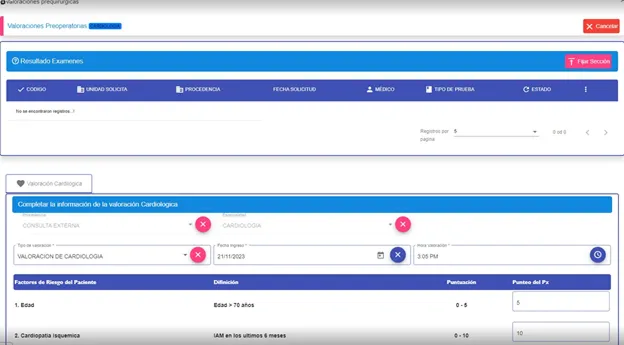 valoraciones prequirurgicas
Valoraciones Preoperatorias
Cancelar
Resultado Examenes
Fijar Sección
CODIGO UNIDAD SOLICITA PROCEDENCIA FECHA SOLICITUD MÉDICO TIPO DE PRUEBA ESTADO
No se encontraron registros..!
Registros por pagina 5 0 of 0
Valoración Cardiologica
Completar la información de la valoración Cardiologica
Procedencia Especialidad
CONSULTA EXTERNA CARDIOLOGIA
Tipo de valoración * Fecha ingreso * Hora valoración *
VALORACION DE CARDIOLOGIA 21/11/2023 3:05 PM
Factores de Riesgo del Paciente Difinición Puntuación Punteo del Px
1. Edad Edad > 70 años 0 - 5 5
2. Cardiopatia Isquemica IAM en los ultimos 6 meses 0 - 10 10